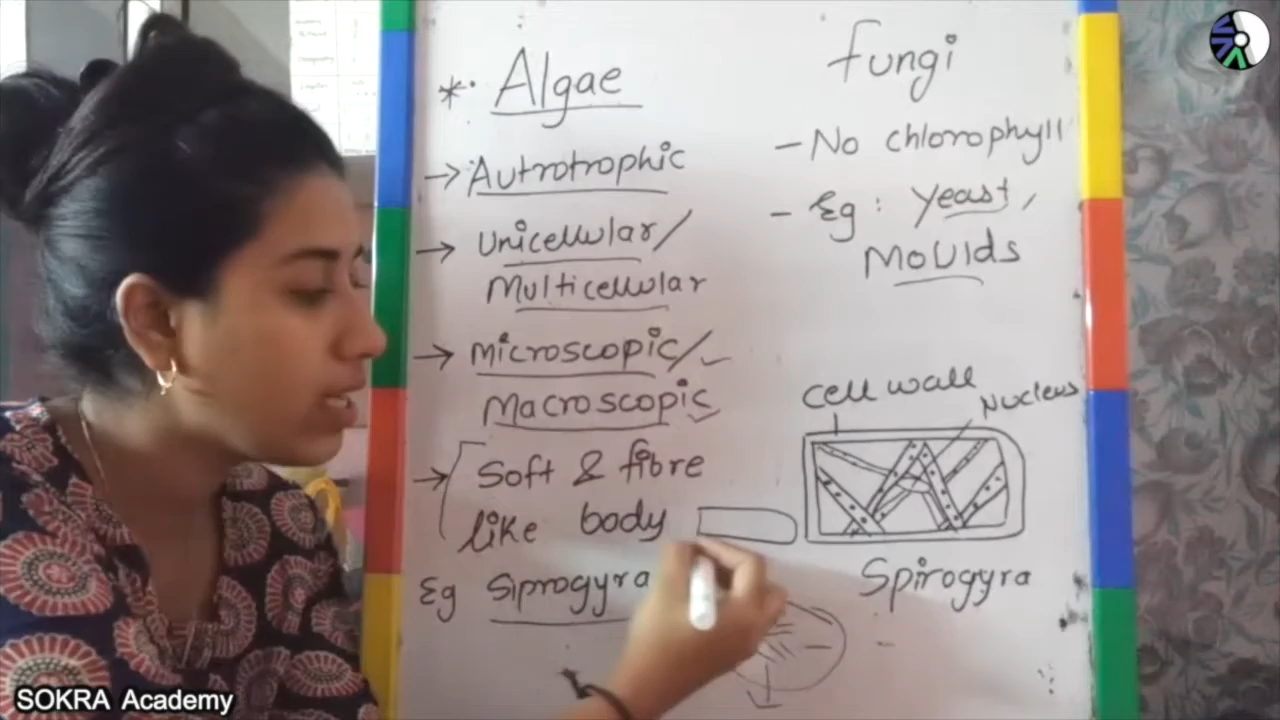 * Algae
→ Autrotrophic
→ Unicellular/
Multicellular
→ Microscopic/
Macroscopic
→ Soft & fibre
like body
Eg Siprogyra
Fungi
- No chlorophyll
- Eg: Yeast,
Moulds
cell wall
Nucleus
Spirogyra
SOKRA Academy